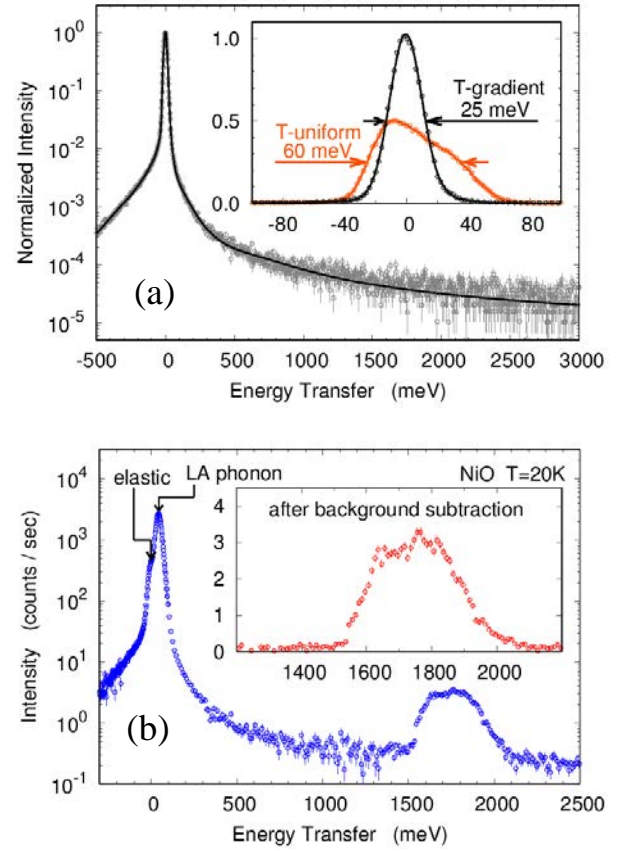 (a)
Normalized Intensity
10^0
10^-1
10^-2
10^-3
10^-4
10^-5
-500 0 500 1000 1500 2000 2500 3000
Energy Transfer (meV)
1.0
0.5
0.0
-80 -40 0 40 80
T-gradient
25 meV
T-uniform
60 meV
(b)
Intensity (counts / sec)
10^4
10^3
10^2
10^1
10^0
10^-1
0 500 1000 1500 2000 2500
Energy Transfer (meV)
elastic
LA phonon
NiO T=20K
after background subtraction
4
3
2
1
0
1400 1600 1800 2000